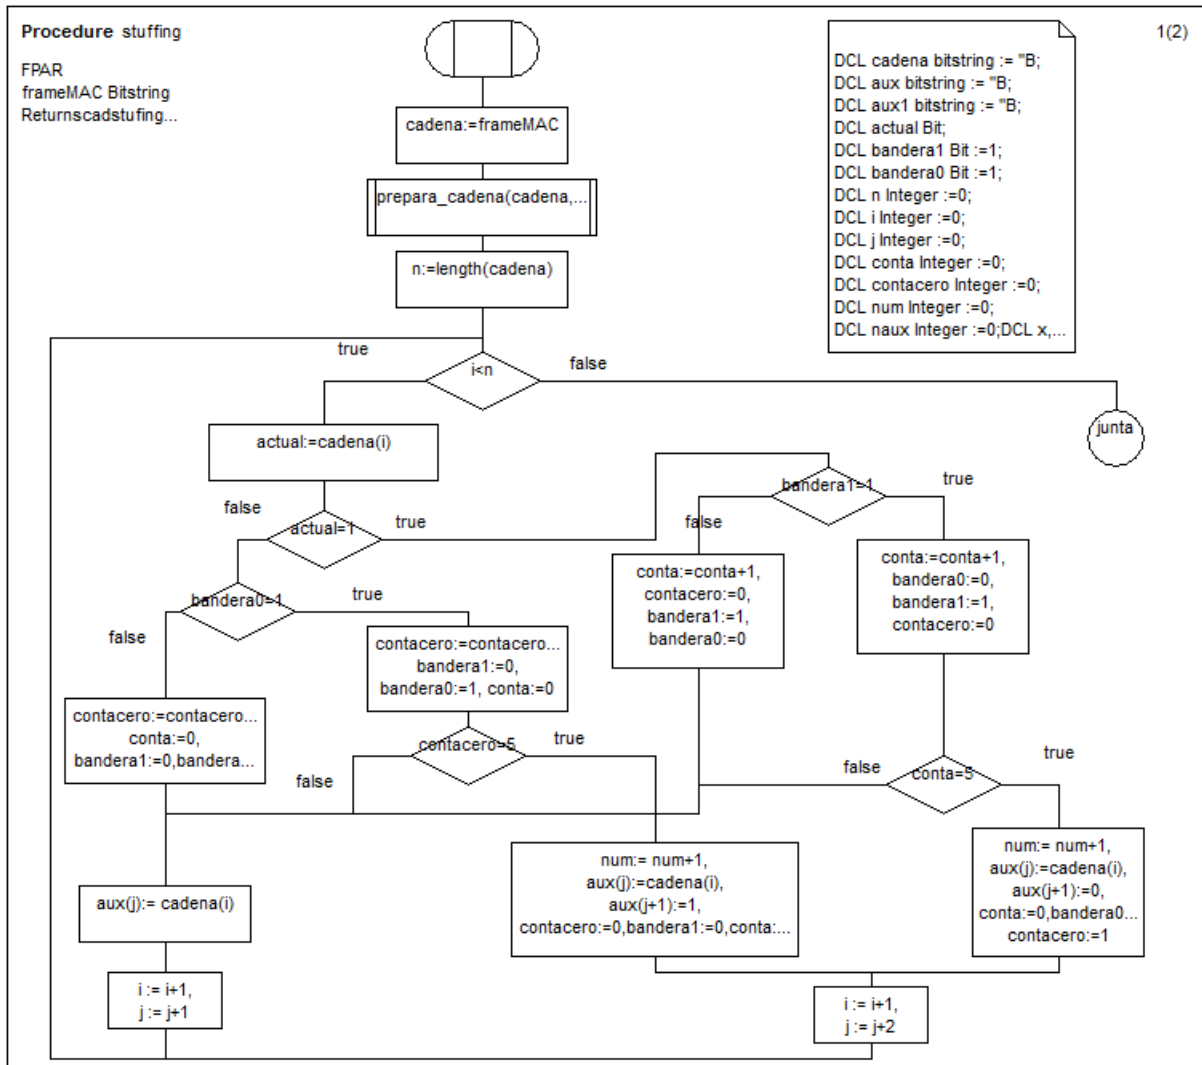 Procedure stuffing
1(2)
FPAR
frameMAC Bitstring
Returnscadstufing...
DCL cadena bitstring := "B;
DCL aux bitstring := "B;
DCL aux1 bitstring := "B;
DCL actual Bit;
DCL bandera1 Bit :=1;
DCL bandera0 Bit :=1;
DCL n Integer :=0;
DCL i Integer :=0;
DCL j Integer :=0;
DCL conta Integer :=0;
DCL contacero Integer :=0;
DCL num Integer :=0;
DCL naux Integer :=0;DCL x,...
cadena:=frameMAC
prepara_cadena(cadena,...
n:=length(cadena)
true
i<n
false
junta
actual:=cadena(i)
false
actual=1
true
bandera1=1
true
false
conta:=conta+1,
contacero:=0,
bandera1:=1,
bandera0:=0
conta:=conta+1,
bandera0:=0,
bandera1:=1,
contacero:=0
bandera0=1
true
false
contacero:=contacero...
bandera1:=0,
bandera0:=1, conta:=0
contacero:=contacero...
conta:=0,
bandera1:=0,bandera...
contacero=5
true
false
false
conta=5
true
num:= num+1,
aux(j):=cadena(i),
aux(j+1):=1,
contacero:=0,bandera1:=0,conta:...
num:= num+1,
aux(j):=cadena(i),
aux(j+1):=0,
conta:=0,bandera0...
contacero:=1
aux(j):= cadena(i)
i := i+1,
j := j+1
i := i+1,
j := j+2